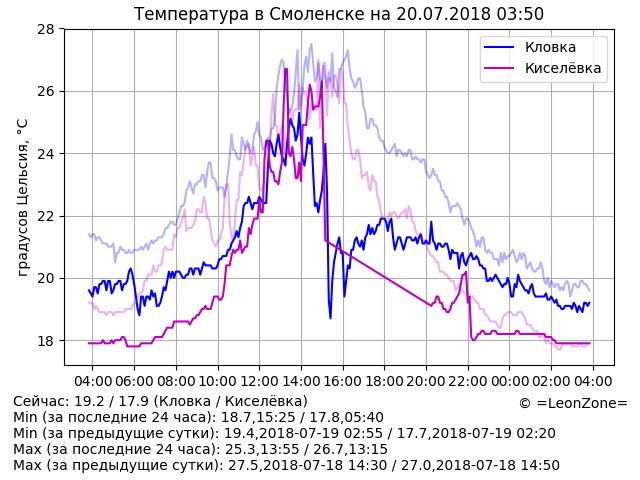 Температура в Смоленске на 20.07.2018 03:50
градусов Цельсия, °C
28
26
24
22
20
18
Кловка
Киселёвка
04:00 06:00 08:00 10:00 12:00 14:00 16:00 18:00 20:00 22:00 00:00 02:00 04:00
Сейчас: 19.2 / 17.9 (Кловка / Киселёвка)
© =LeonZone=
Min (за последние 24 часа): 18.7,15:25 / 17.8,05:40
Min (за предыдущие сутки): 19.4,2018-07-19 02:55 / 17.7,2018-07-19 02:20
Max (за последние 24 часа): 25.3,13:55 / 26.7,13:15
Max (за предыдущие сутки): 27.5,2018-07-18 14:30 / 27.0,2018-07-18 14:50